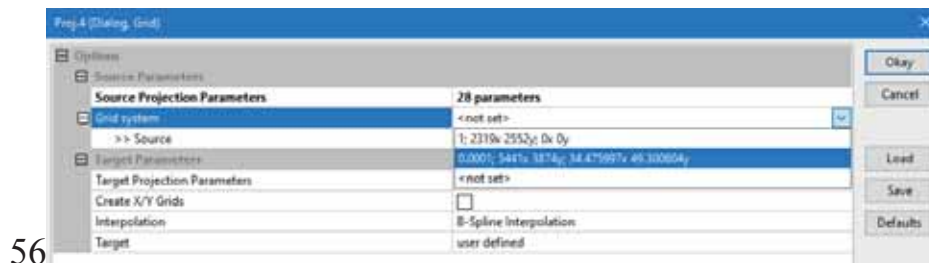 Proj.4 (Dialog, Grid)
Options
Okay
Source Parameters
Source Projection Parameters 28 parameters
Cancel
Grid system <not set>
>> Source 1; 2319x 2552y; 0x 0y
Target Parameters 0.0001; 5441x 3874y; 34.475997x 49.300804y
Load
Target Projection Parameters <not set>
Save
Create X/Y Grids
Interpolation B-Spline Interpolation
Defaults
Target user defined
56